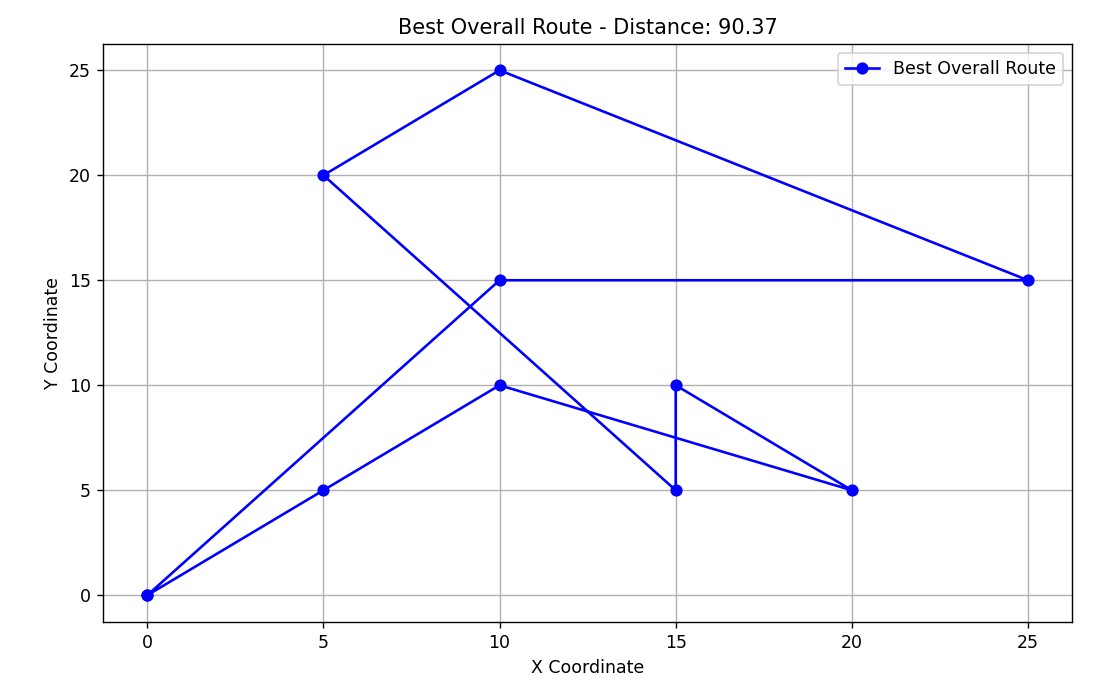 Best Overall Route - Distance: 90.37
Best Overall Route
25
20
15
10
5
0
Y Coordinate
0 5 10 15 20 25
X Coordinate